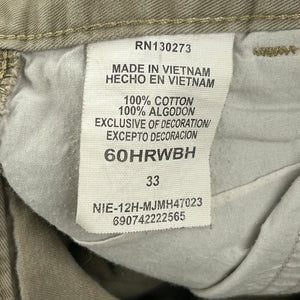 RN130273
MADE IN VIETNAM
HECHO EN VIETNAM
100% COTTON
100% ALGODON
EXCLUSIVE OF DECORATION/
EXCEPTO DECORACION
60HRWBH
33
NIE-12H-MJMH47023
690742222565